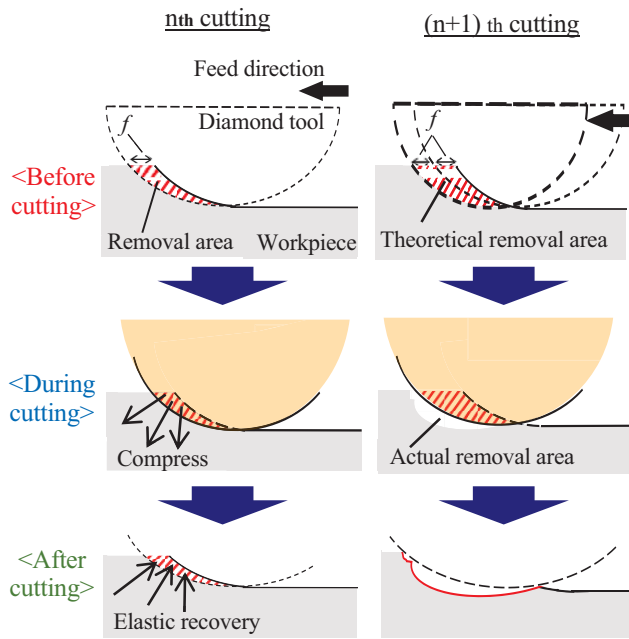 nth cutting
(n+1) th cutting
Feed direction
Diamond tool
f
f
<Before
cutting>
Removal area
Workpiece
Theoretical removal area
<During
cutting>
Compress
Actual removal area
<After
cutting>
Elastic recovery